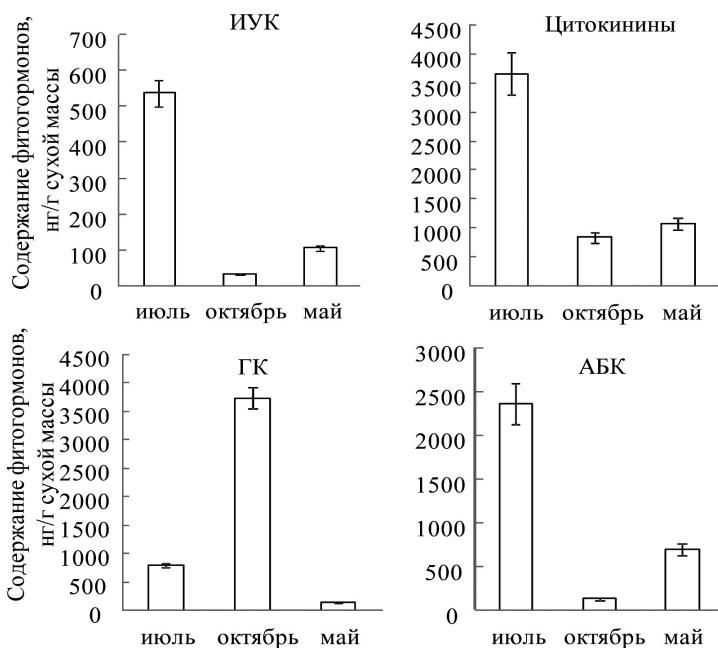 ИУК
Содержание фитогормонов,
нг/г сухой массы
700
600
500
400
300
200
100
0
июль октябрь май
Цитокинины
4500
4000
3500
3000
2500
2000
1500
1000
500
0
июль октябрь май
ГК
Содержание фитогормонов,
нг/г сухой массы
4500
4000
3500
3000
2500
2000
1500
1000
500
0
июль октябрь май
АБК
3000
2500
2000
1500
1000
500
0
июль октябрь май